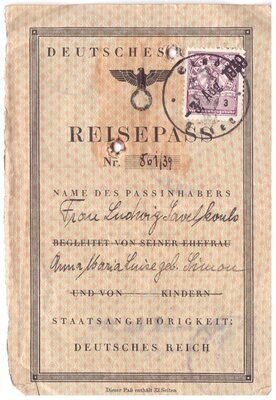 DEUTSCHES R
REISEPASS
Nr. 801/39
3
NAME DES PASSINHABERS
Frau Ludwig
BEGLEITET VON SEINER EHEFRAU
Anna Maria Luise geb. Simon
UND VON KINDERN
STAATSANGEHÖRIGKEIT:
DEUTSCHES REICH
Dieser Paß enthält 32 Seiten